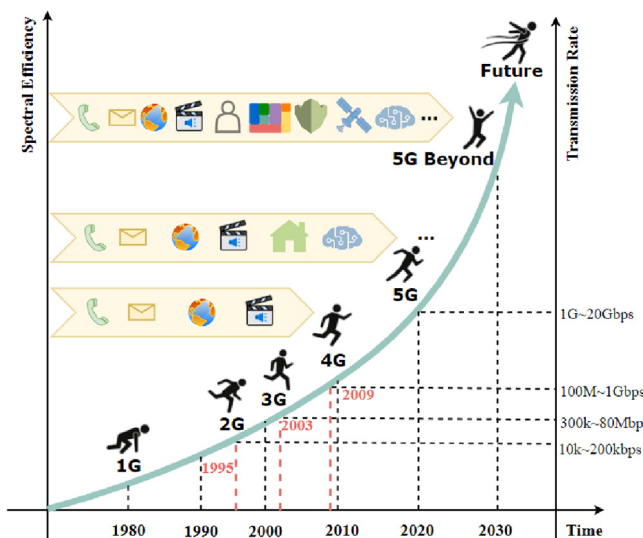 Spectral Efficiency
Transmission Rate
Future
...
5G Beyond
...
5G
1G~20Gbps
4G
100M~1Gbps
2009
3G
2G
2003
300k~80Mbp
10k~200kbps
1G
1995
1980
1990
2000
2010
2020
2030
Time